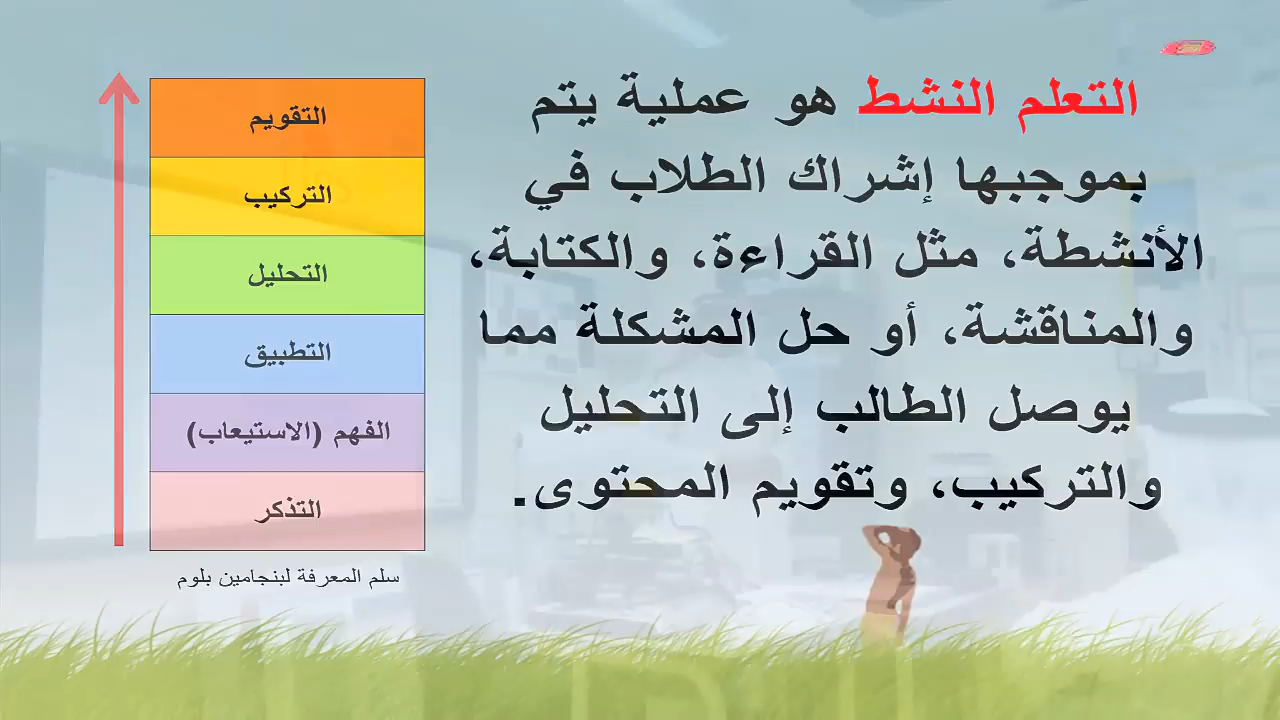 التعلم النشط هو عملية يتم
بموجبها إشراك الطلاب في
الأنشطة، مثل القراءة، والكتابة،
والمناقشة، أو حل المشكلة مما
يوصل الطالب إلى التحليل
والتركيب، وتقويم المحتوى.
التقويم
التركيب
التحليل
التطبيق
الفهم (الاستيعاب)
التذكر
سلم المعرفة لبنجامين بلوم